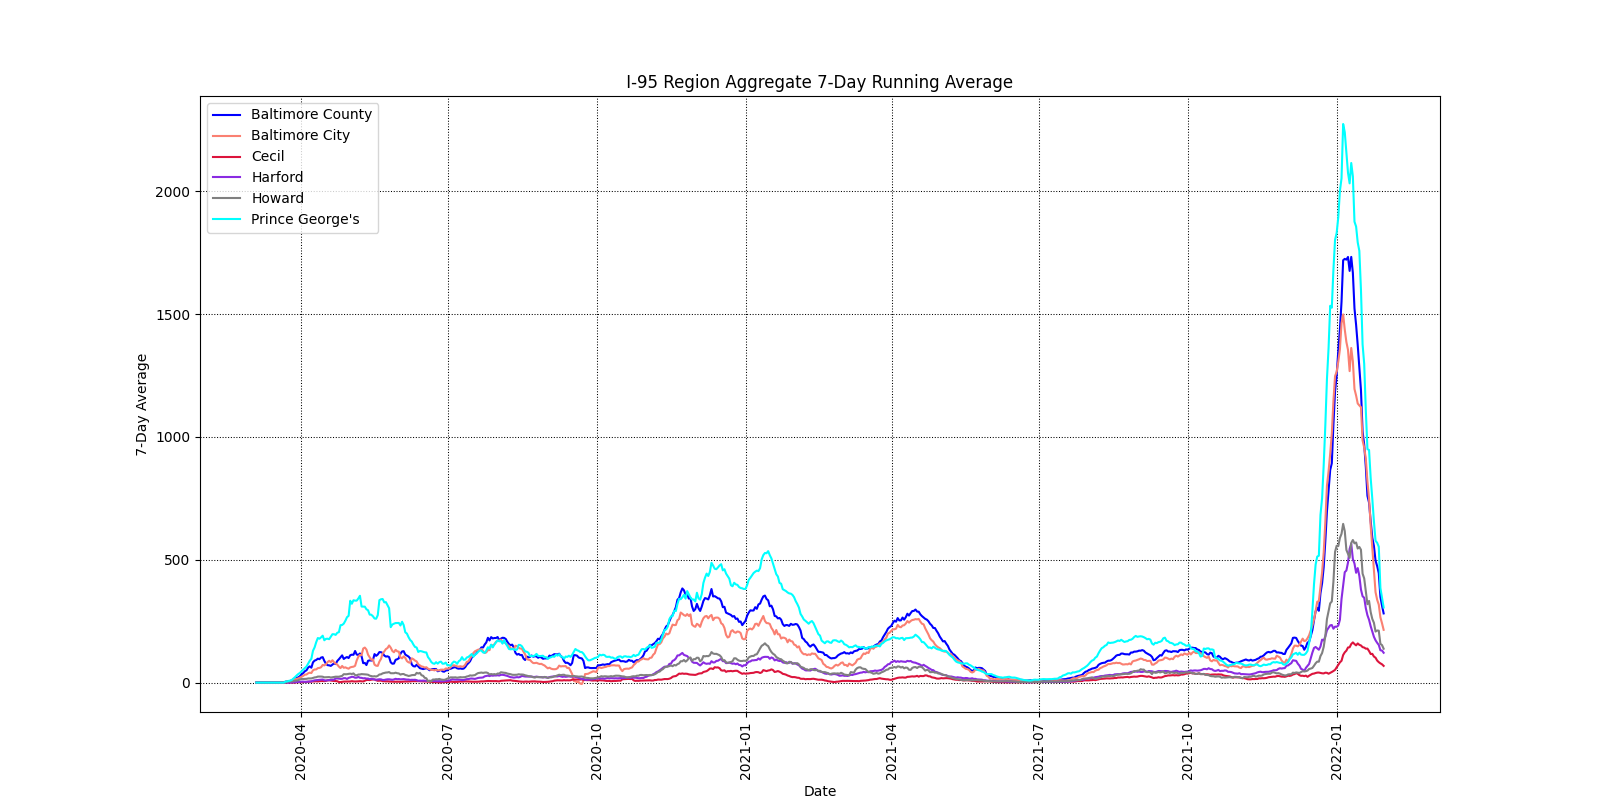 I-95 Region Aggregate 7-Day Running Average
Baltimore County
Baltimore City
Cecil
Harford
Howard
Prince George's
2000
1500
1000
500
0
7-Day Average
2020-04
2020-07
2020-10
2021-01
2021-04
2021-07
2021-10
2022-01
Date